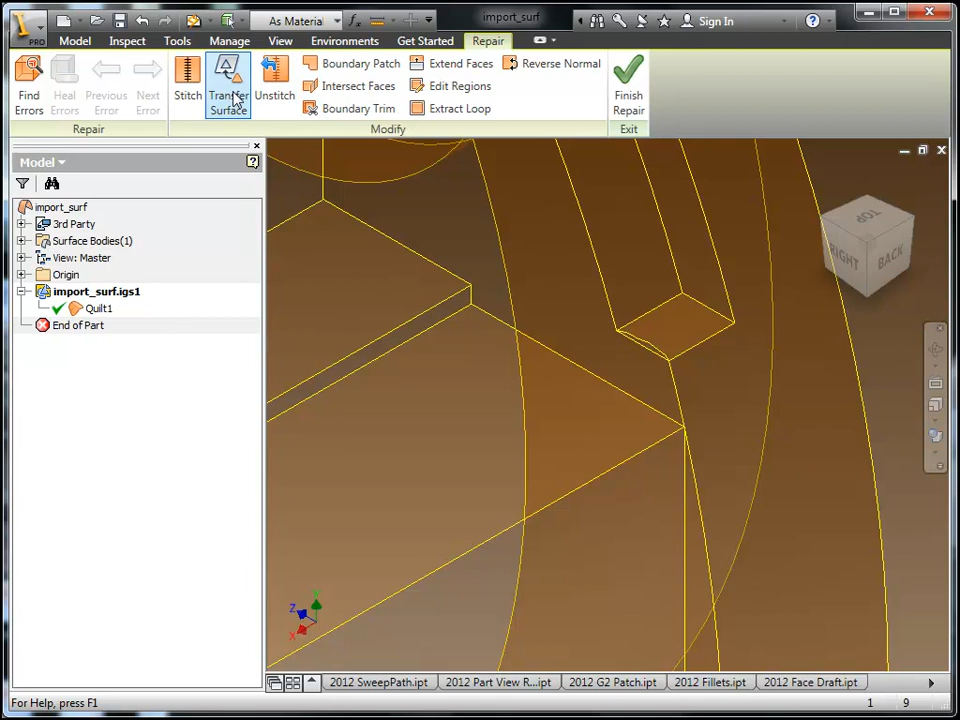 As Material
import_surf
Sign In
PRO
Model
Inspect
Tools
Manage
View
Environments
Get Started
Repair
Find Errors
Heal Errors
Previous Error
Next Error
Stitch
Transfer Surface
Unstitch
Boundary Patch
Intersect Faces
Boundary Trim
Extend Faces
Edit Regions
Extract Loop
Reverse Normal
Finish Repair
Repair
Modify
Exit
Model
import_surf
3rd Party
Surface Bodies(1)
View: Master
Origin
import_surf.igs1
Quilt1
End of Part
TOP
RIGHT
BACK
Y
Z
X
2012 SweepPath.ipt
2012 Part View R...ipt
2012 G2 Patch.ipt
2012 Fillets.ipt
2012 Face Draft.ipt
For Help, press F1
1
9